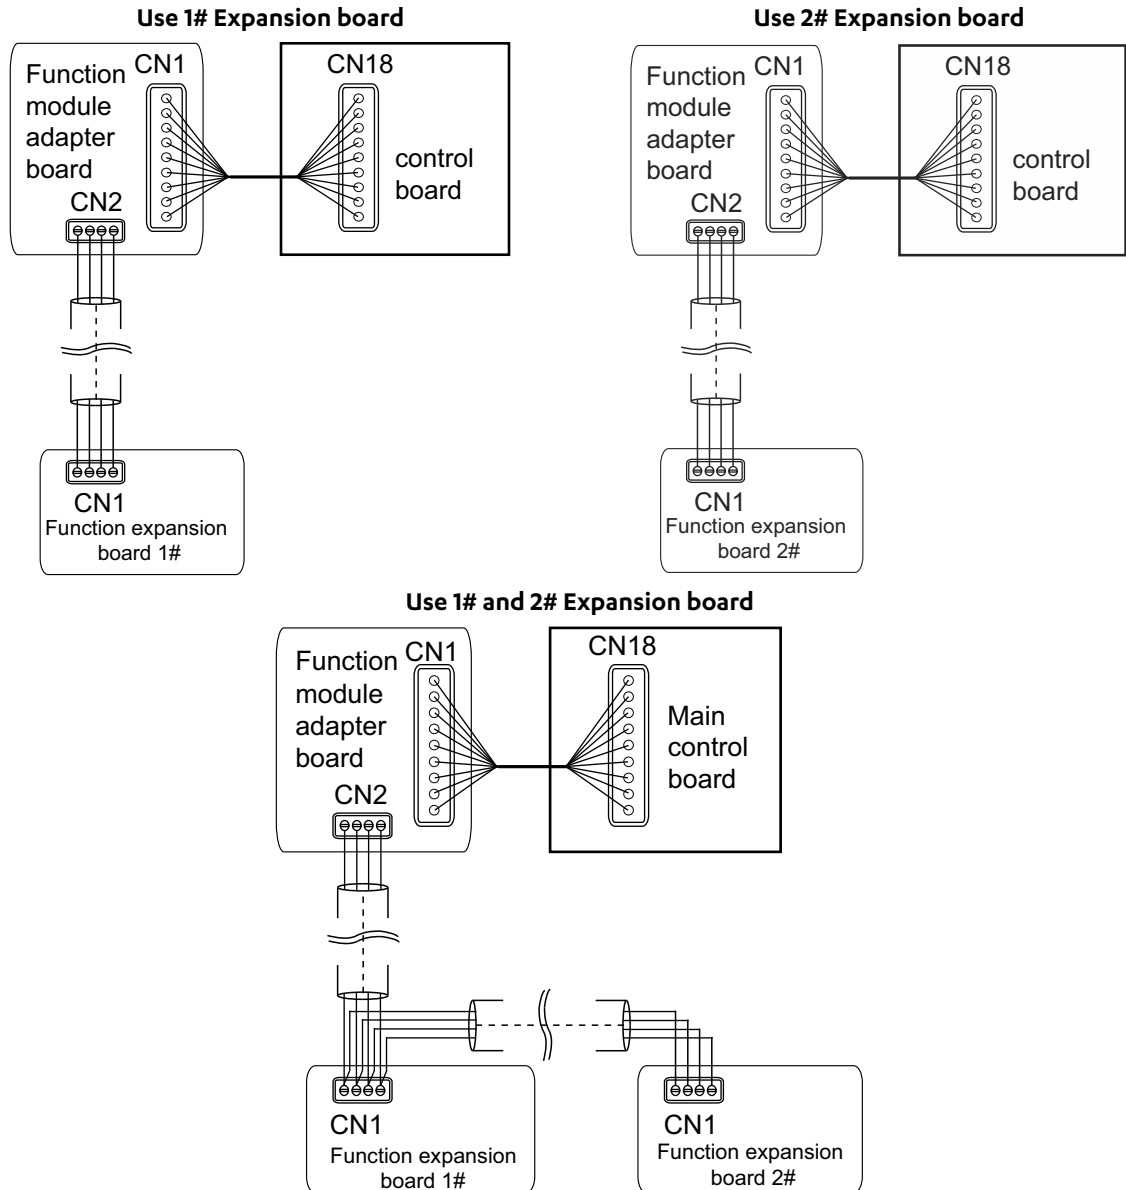 Use 1# Expansion board
Function
module
adapter
board
CN1
CN2
CN18
control
board
CN1
Function expansion
board 1#
Use 2# Expansion board
Function
module
adapter
board
CN1
CN2
CN18
control
board
CN1
Function expansion
board 2#
Use 1# and 2# Expansion board
Function
module
adapter
board
CN1
CN2
CN18
Main
control
board
CN1
Function expansion
board 1#
CN1
Function expansion
board 2#